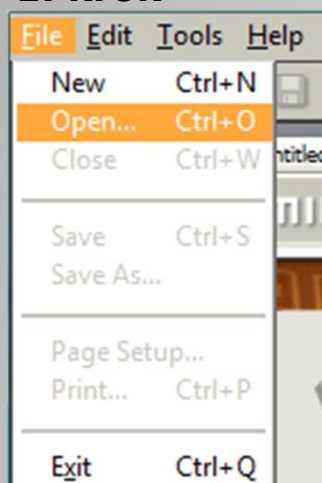 File Edit Tools Help
New Ctrl+N
Open... Ctrl+O
Close Ctrl+W
Save Ctrl+S
Save As...
Page Setup...
Print... Ctrl+P
Exit Ctrl+Q